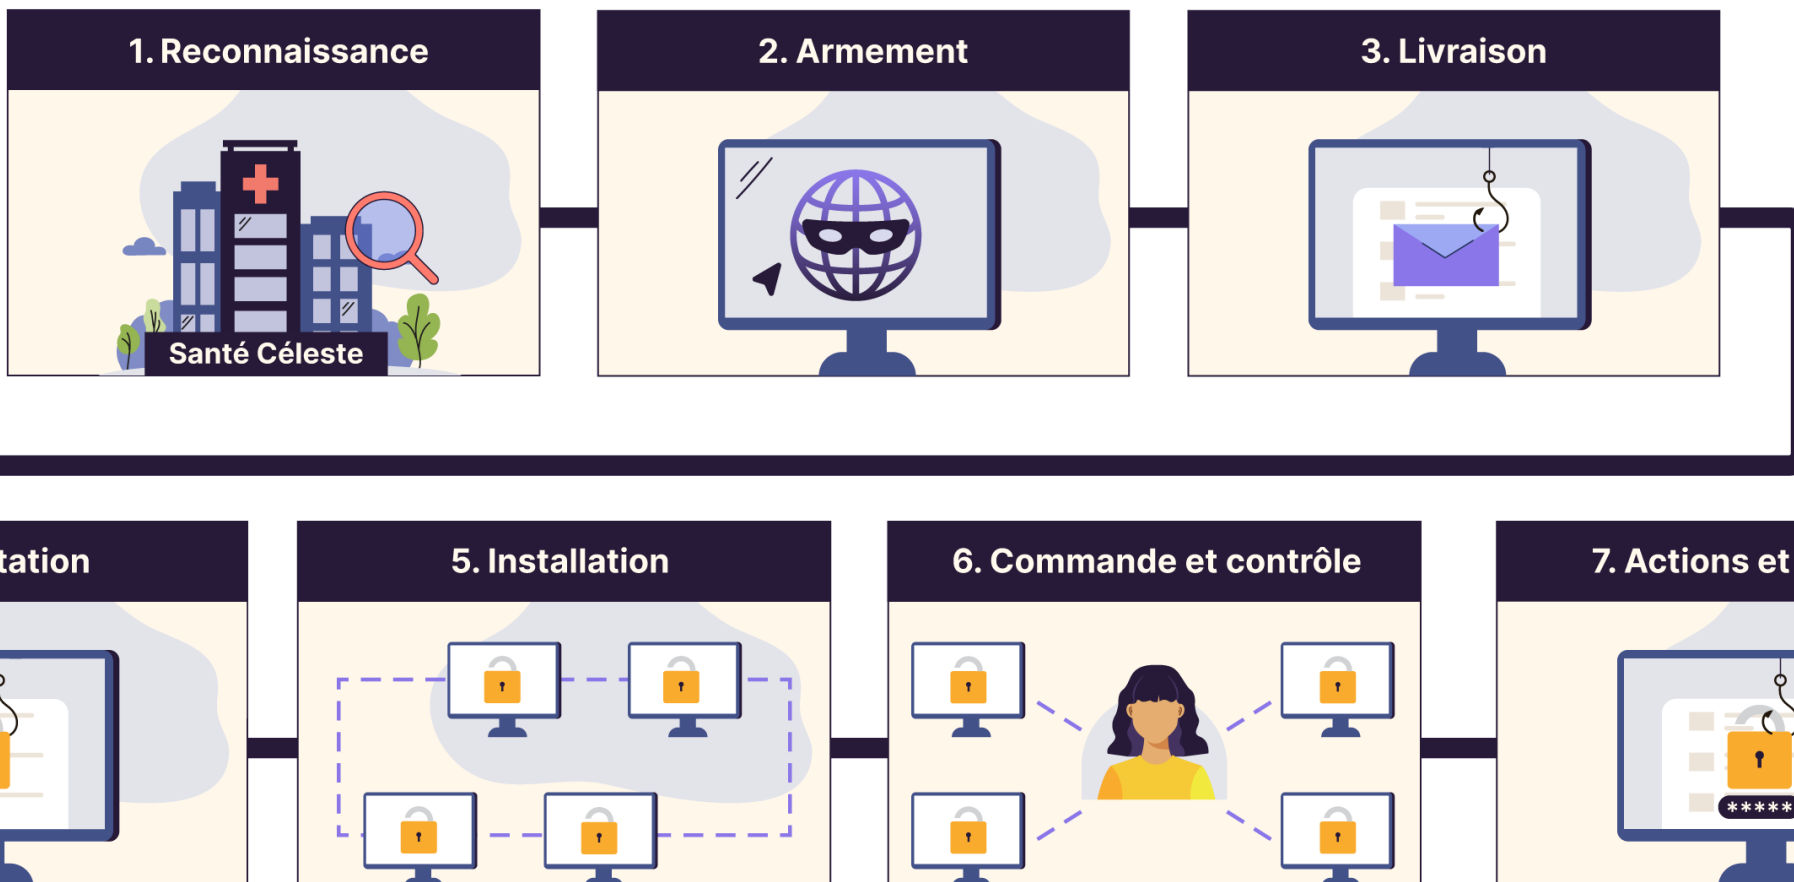 1. Reconnaissance
2. Armement
3. Livraison
Santé Céleste
tation
5. Installation
6. Commande et contrôle
7. Actions et
*****